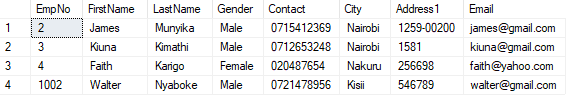 EmpNo FirstName LastName Gender Contact City Address1 Email
1 2 James Munyika Male 0715412369 Nairobi 1259-00200 james@gmail.com
2 3 Kiuna Kimathi Male 0712653248 Nairobi 1581 kiuna@gmail.com
3 4 Faith Karigo Female 020487654 Nakuru 256698 faith@yahoo.com
4 1002 Walter Nyaboke Male 0721478956 Kisii 546789 walter@gmail.com